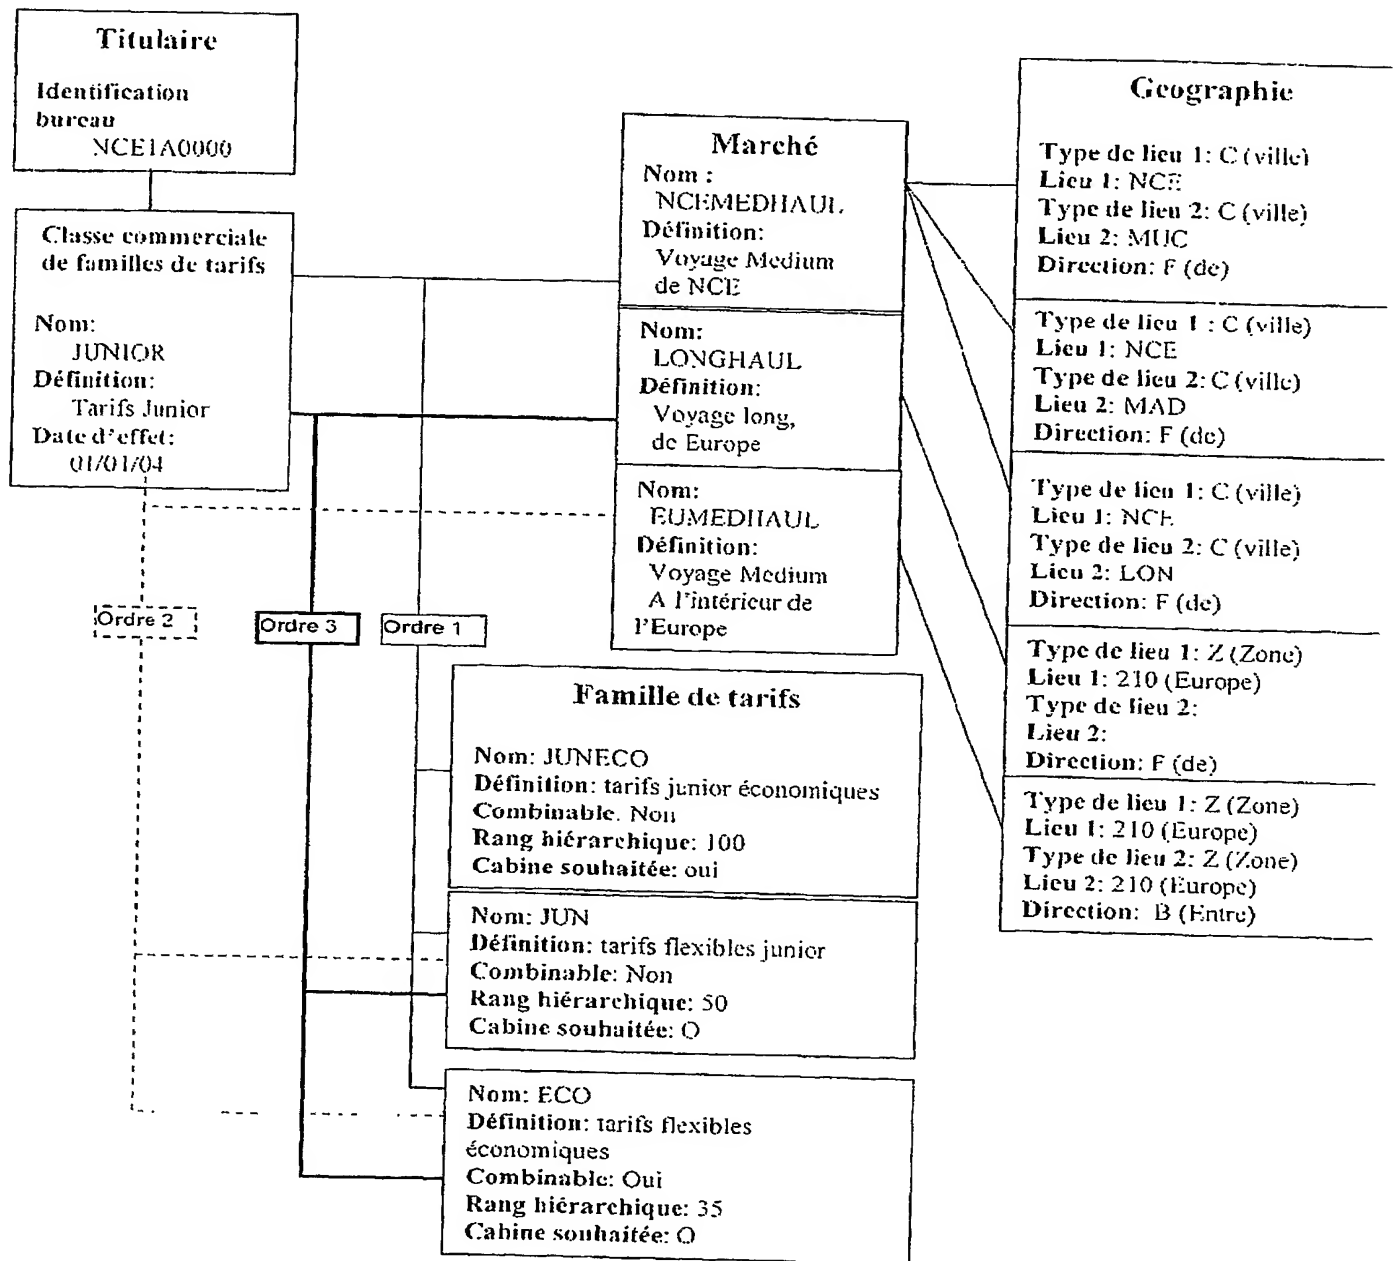 Titulaire
Identification
bureau
NCE1A0000
Classe commerciale
de familles de tarifs
Nom:
JUNIOR
Définition:
Tarifs Junior
Date d'effet:
01/01/04
Marché
Nom :
NCEMEDHAUL
Définition:
Voyage Medium
de NCE
Nom:
LONGHAUL
Définition:
Voyage long,
de Europe
Nom:
EUMEDHAUL
Définition:
Voyage Medium
A l'intérieur de
l'Europe
Geographie
Type de lieu 1: C (ville)
Lieu 1: NCE
Type de lieu 2: C (ville)
Lieu 2: MUC
Direction: F (de)
Type de lieu 1 : C (ville)
Lieu 1: NCE
Type de lieu 2: C (ville)
Lieu 2: MAD
Direction: F (de)
Type de lieu 1: C (ville)
Lieu 1: NCE
Type de lieu 2: C (ville)
Lieu 2: LON
Direction: F (de)
Type de lieu 1: Z (Zone)
Lieu 1: 210 (Europe)
Type de lieu 2:
Lieu 2:
Direction: F (de)
Type de lieu 1: Z (Zone)
Lieu 1: 210 (Europe)
Type de lieu 2: Z (Zone)
Lieu 2: 210 (Europe)
Direction: B (Entre)
Ordre 2
Ordre 3
Ordre 1
Famille de tarifs
Nom: JUNECO
Définition: tarifs junior économiques
Combinable. Non
Rang hiérarchique: 100
Cabine souhaitée: oui
Nom: JUN
Définition: tarifs flexibles junior
Combinable: Non
Rang hiérarchique: 50
Cabine souhaitée: O
Nom: ECO
Définition: tarifs flexibles
économiques
Combinable: Oui
Rang hiérarchique: 35
Cabine souhaitée: O